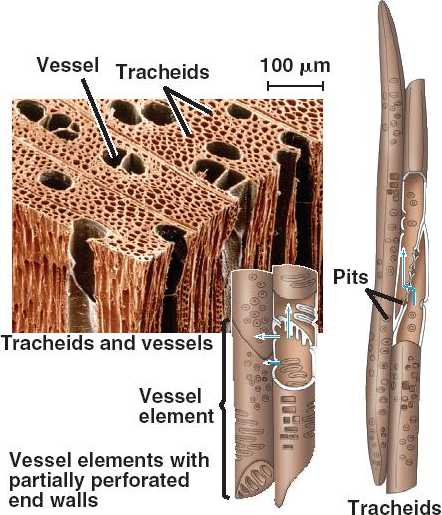 Vessel
Tracheids
100 μm
Pits
Tracheids and vessels
Vessel
element
Vessel elements with
partially perforated
end walls
Tracheids